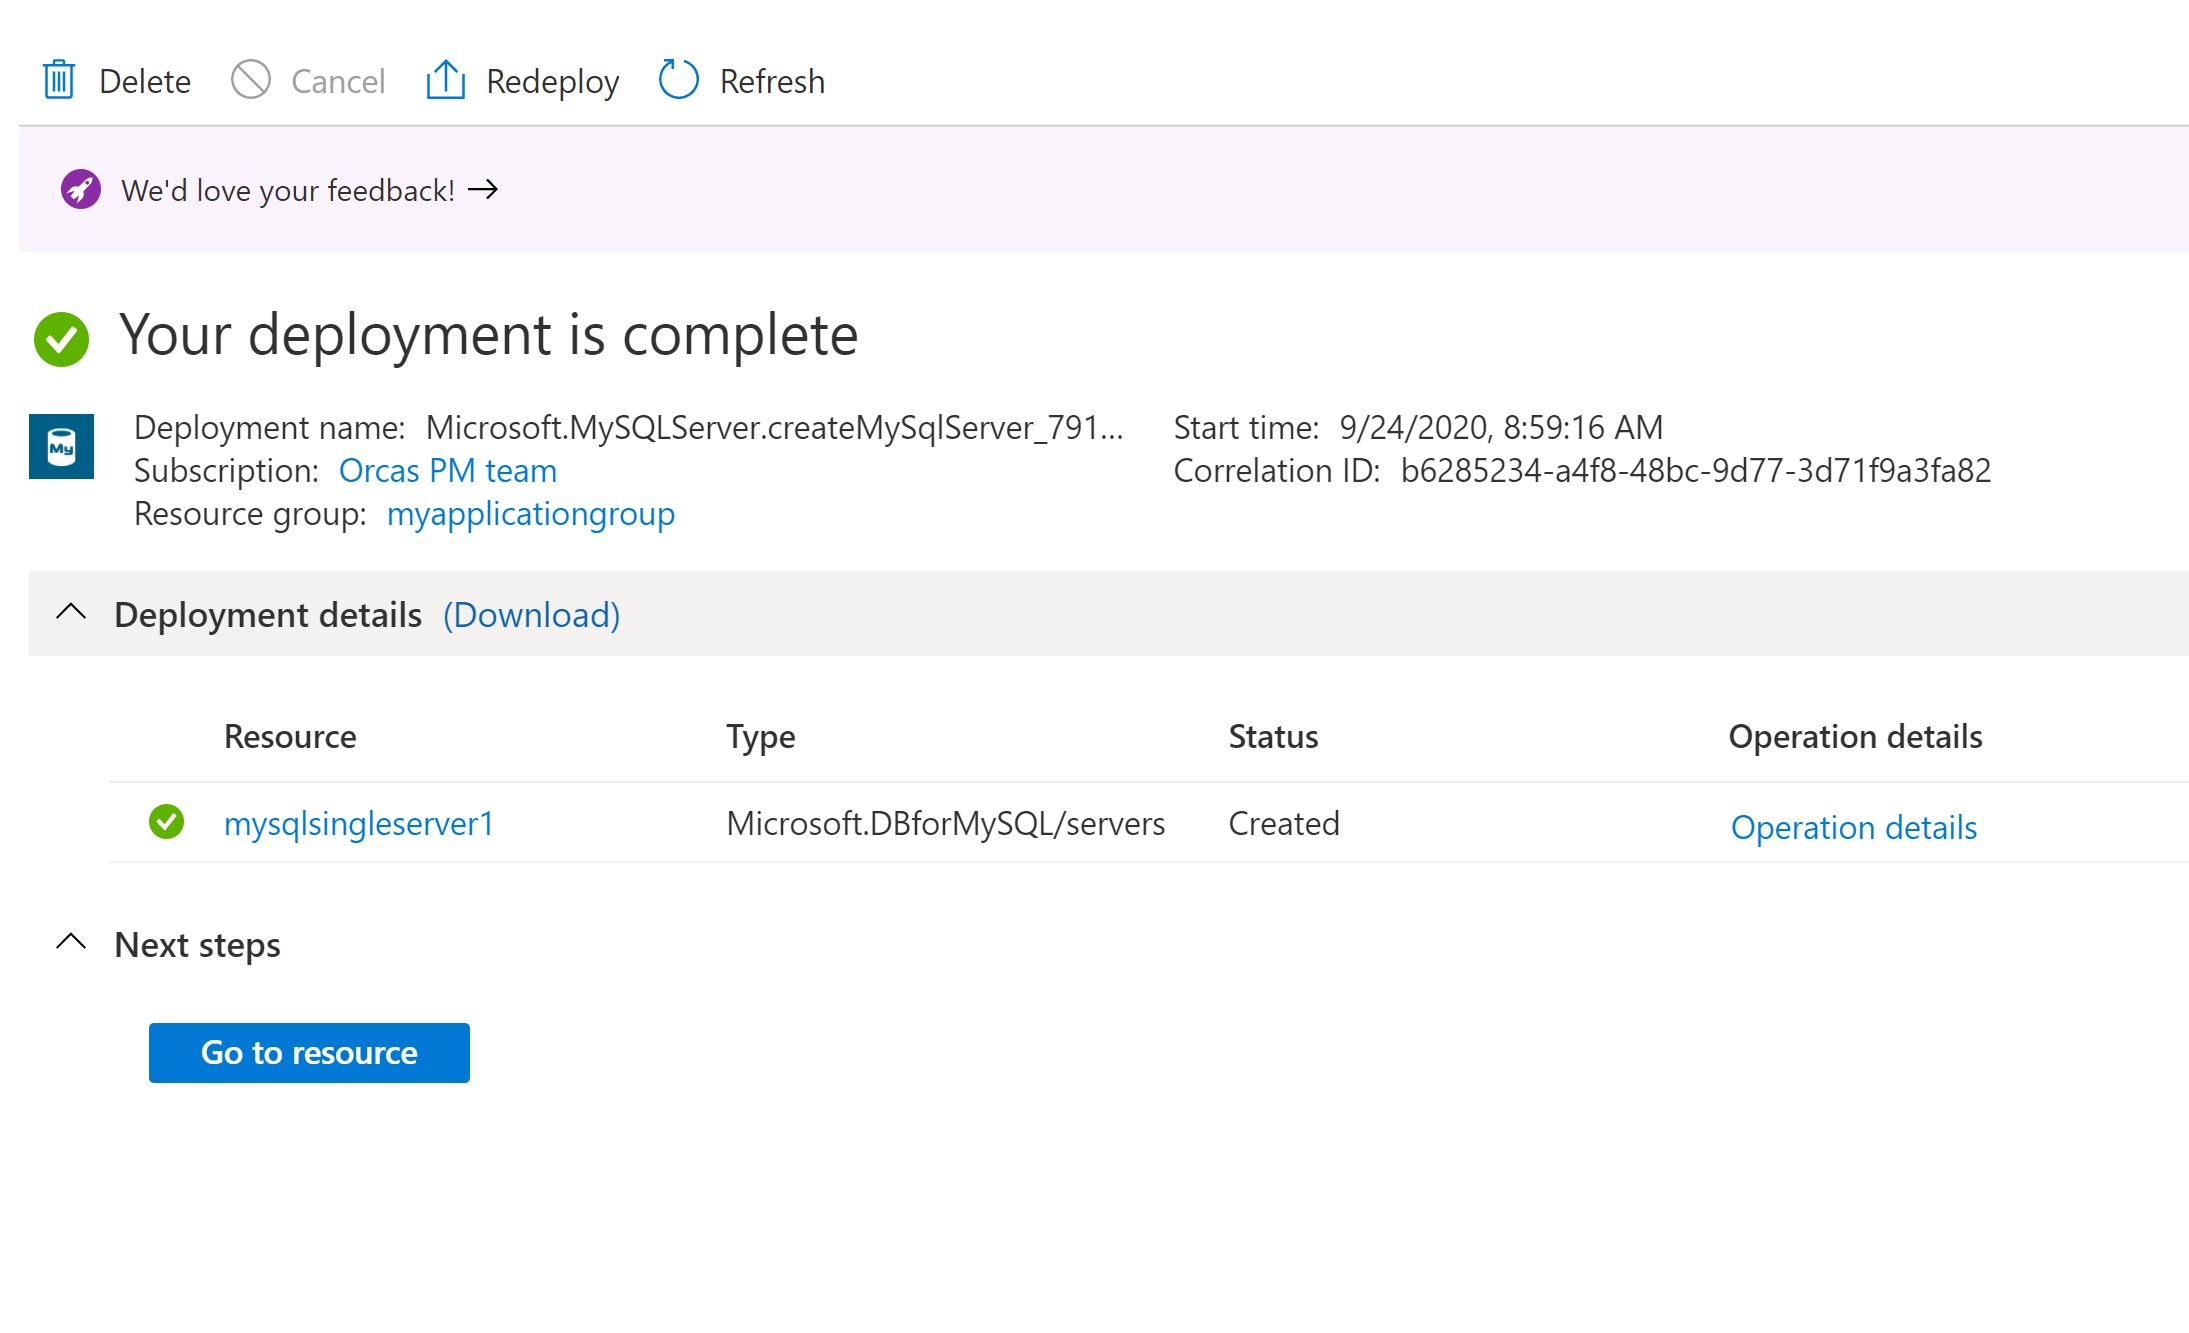 Delete Cancel Redeploy Refresh
We'd love your feedback! →
Your deployment is complete
My
Deployment name: Microsoft.MySQLServer.createMySqlServer_791... Start time: 9/24/2020, 8:59:16 AM
Subscription: Orcas PM team Correlation ID: b6285234-a4f8-48bc-9d77-3d71f9a3fa82
Resource group: myapplicationgroup
Deployment details (Download)
Resource Type Status Operation details
mysqlsingleserver1 Microsoft.DBforMySQL/servers Created Operation details
Next steps
Go to resource